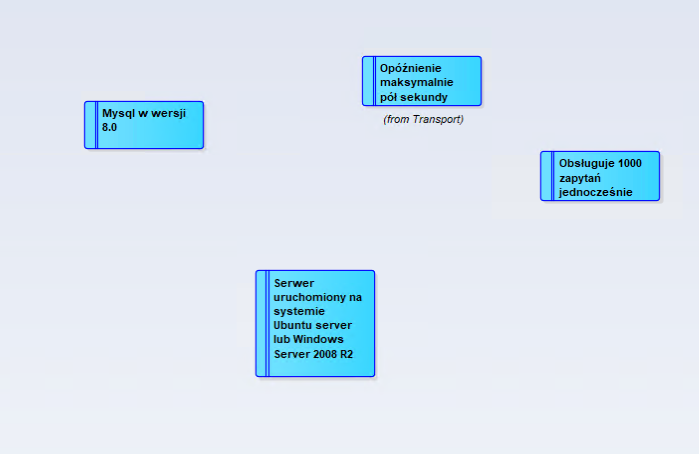 Opóźnienie
maksymalnie
pół sekundy
(from Transport)
Mysql w wersji
8.0
Obsługuje 1000
zapytań
jednocześnie
Serwer
uruchomiony na
systemie
Ubuntu server
lub Windows
Server 2008 R2